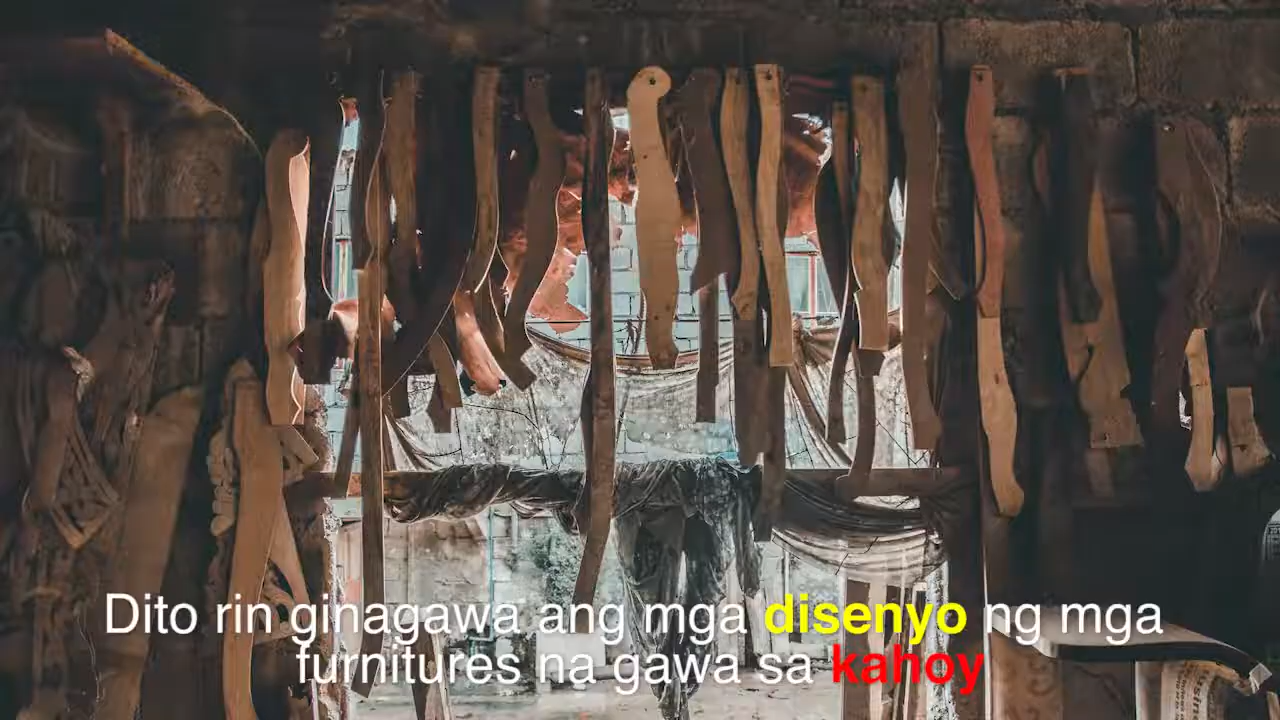 Dito rin ginagawa ang mga disenyo ng mga
furnitures na gawa sa kahoy